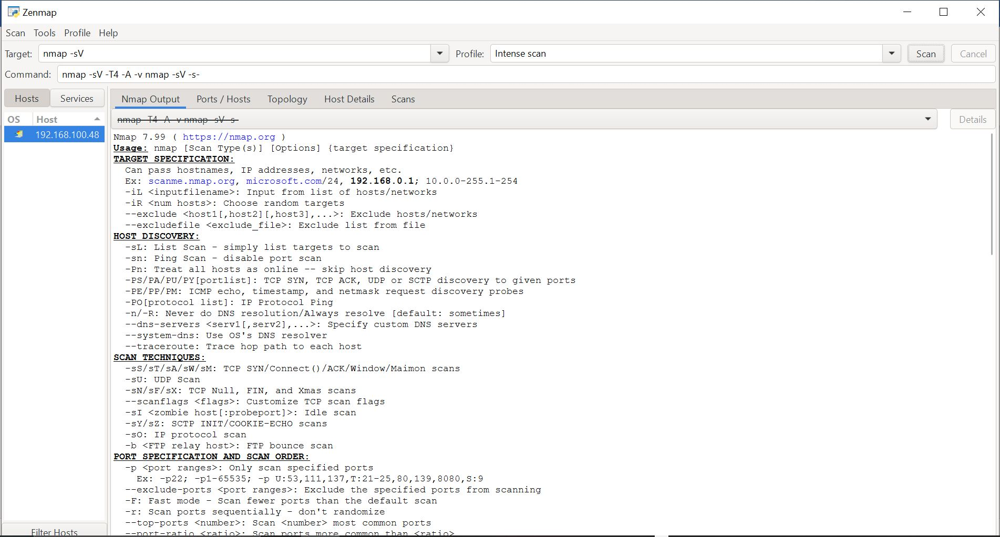 Zenmap
Scan Tools Profile Help
Target: nmap -sV Profile: Intense scan Scan Cancel
Command: nmap -sV -T4 -A -v nmap -sV -s-
Hosts Services
Nmap Output Ports / Hosts Topology Host Details Scans
OS Host
192.168.100.48
nmap -T4 -A -v nmap -sV -s- Details
Nmap 7.99 ( https://nmap.org )
Usage: nmap [Scan Type(s)] [Options] {target specification}
TARGET SPECIFICATION:
Can pass hostnames, IP addresses, networks, etc.
Ex: scanme.nmap.org, microsoft.com/24, 192.168.0.1; 10.0.0-255.1-254
-iL <inputfilename>: Input from list of hosts/networks
-iR <num hosts>: Choose random targets
--exclude <host1[,host2][,host3],...>: Exclude hosts/networks
--excludefile <exclude_file>: Exclude list from file
HOST DISCOVERY:
-sL: List Scan - simply list targets to scan
-sn: Ping Scan - disable port scan
-Pn: Treat all hosts as online -- skip host discovery
-PS/PA/PU/PY[portlist]: TCP SYN, TCP ACK, UDP or SCTP discovery to given ports
-PE/PP/PM: ICMP echo, timestamp, and netmask request discovery probes
-PO[protocol list]: IP Protocol Ping
-n/-R: Never do DNS resolution/Always resolve [default: sometimes]
--dns-servers <serv1[,serv2],...>: Specify custom DNS servers
--system-dns: Use OS's DNS resolver
--traceroute: Trace hop path to each host
SCAN TECHNIQUES:
-sS/sT/sA/sW/sM: TCP SYN/Connect()/ACK/Window/Maimon scans
-sU: UDP Scan
-sN/sF/sX: TCP Null, FIN, and Xmas scans
--scanflags <flags>: Customize TCP scan flags
-sI <zombie host[:probeport]>: Idle scan
-sY/sZ: SCTP INIT/COOKIE-ECHO scans
-sO: IP protocol scan
-b <FTP relay host>: FTP bounce scan
PORT SPECIFICATION AND SCAN ORDER:
-p <port ranges>: Only scan specified ports
Ex: -p22; -p1-65535; -p U:53,111,137,T:21-25,80,139,8080,S:9
--exclude-ports <port ranges>: Exclude the specified ports from scanning
-F: Fast mode - Scan fewer ports than the default scan
-r: Scan ports sequentially - don't randomize
--top-ports <number>: Scan <number> most common ports
--port-ratio <ratio>: Scan ports more common than <ratio>
Filter Hosts